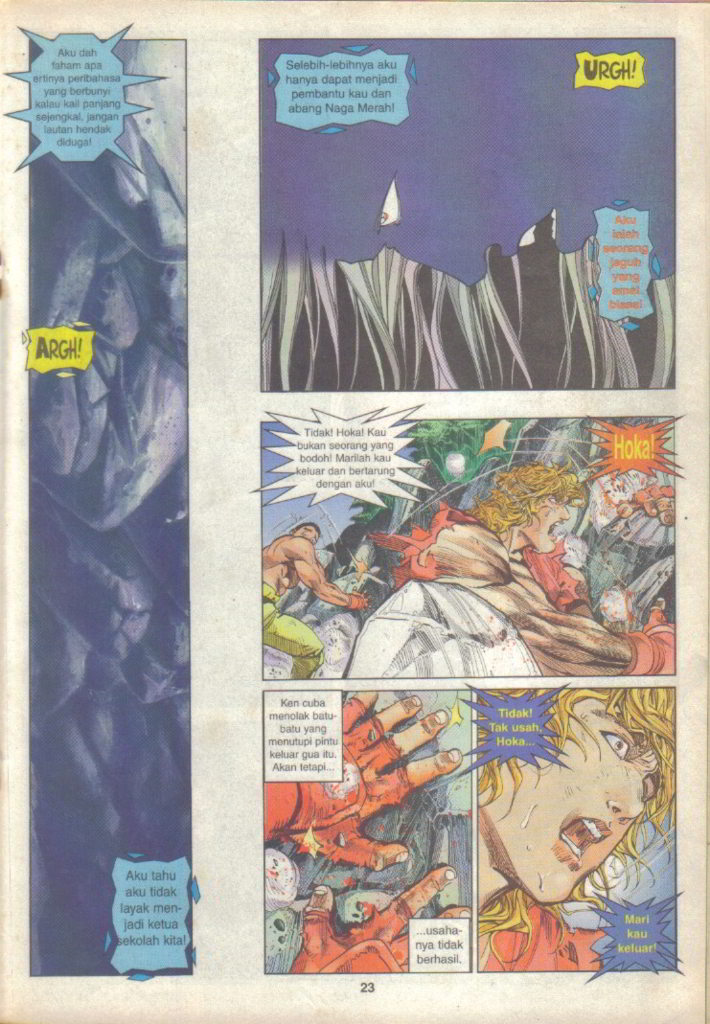 Aku dah
faham apa
ertinya peribahasa
yang berbunyi
kalau kail panjang
sejengkal, jangan
lautan hendak
diduga!
ARGH!
Aku tahu
aku tidak
layak men-
jadi ketua
sekolah kita!
Selebih-lebihnya aku
hanya dapat menjadi
pembantu kau dan
abang Naga Merah!
URGH!
Aku
ialah
seorang
jaguh
yang
amat
biasa!
Tidak! Hoka! Kau
bukan seorang yang
bodoh! Marilah kau
keluar dan bertarung
dengan aku!
Hoka!
Ken cuba
menolak batu-
batu yang
menutupi pintu
keluar gua itu.
Akan tetapi...
...usaha-
nya tidak
berhasil.
Tidak!
Tak usah,
Hoka...
Mari
kau
keluar!
23